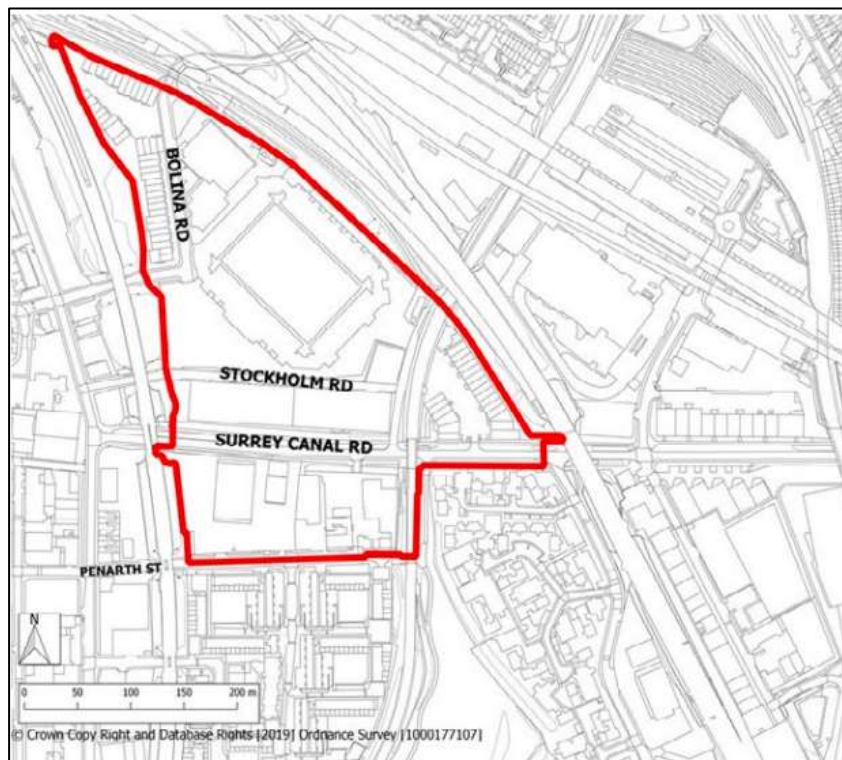 BOLINA RD
STOCKHOLM RD
SURREY CANAL RD
PENARTH ST
N
0 50 100 150 200 m
© Crown Copy Right and Database Rights [2019] Ordnance Survey [1000177107]